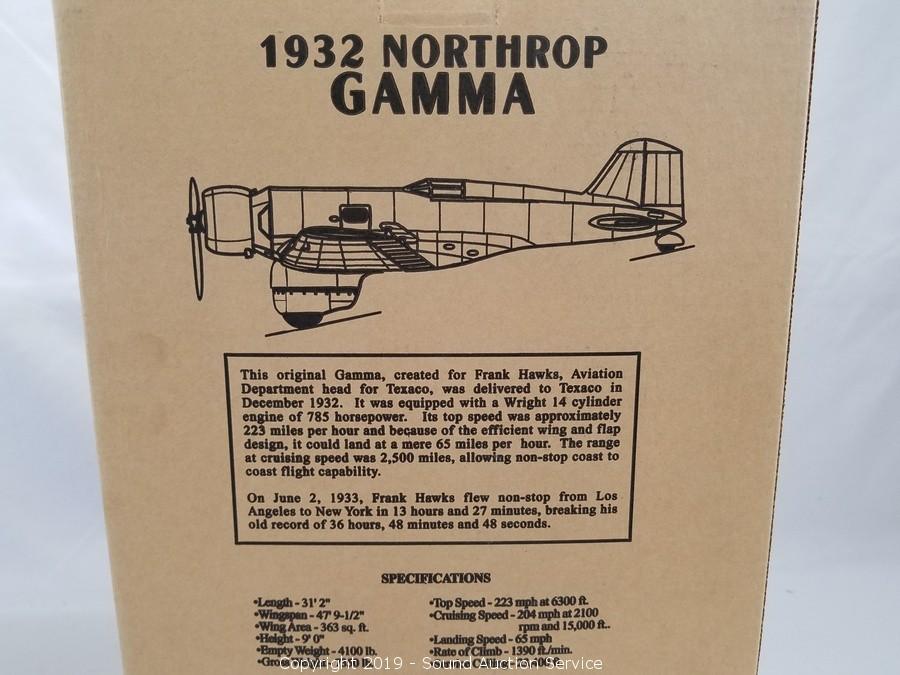 1932 NORTHROP
GAMMA
This original Gamma, created for Frank Hawks, Aviation
Department head for Texaco, was delivered to Texaco in
December 1932. It was equipped with a Wright 14 cylinder
engine of 785 horsepower. Its top speed was approximately
223 miles per hour and because of the efficient wing and flap
design, it could land at a mere 65 miles per hour. The range
at cruising speed was 2,500 miles, allowing non-stop coast to
coast flight capability.
On June 2, 1933, Frank Hawks flew non-stop from Los
Angeles to New York in 13 hours and 27 minutes, breaking his
old record of 36 hours, 48 minutes and 48 seconds.
SPECIFICATIONS
•Length - 31' 2"
•Wingspan - 47' 9-1/2"
•Wing Area - 363 sq. ft.
•Height - 9' 0"
•Empty Weight - 4100 lb.
•Top Speed - 223 mph at 6300 ft.
•Cruising Speed - 204 mph at 2100
rpm and 15,000 ft..
•Landing Speed - 65 mph
•Rate of Climb - 1390 ft./min.
Copyright 2019 - Sound Auction Service